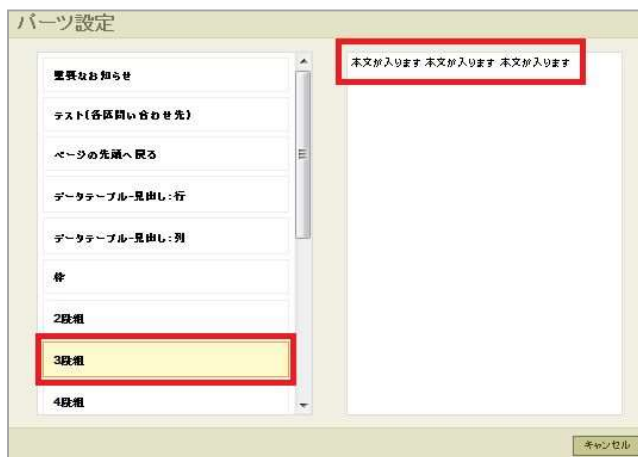 パーツ設定
重要なお知らせ
テスト(各区問い合わせ先)
ページの先頭へ戻る
データテーブル-見出し:行
データテーブル-見出し:列
枠
2段組
3段組
4段組
本文が入ります 本文が入ります 本文が入ります
キャンセル